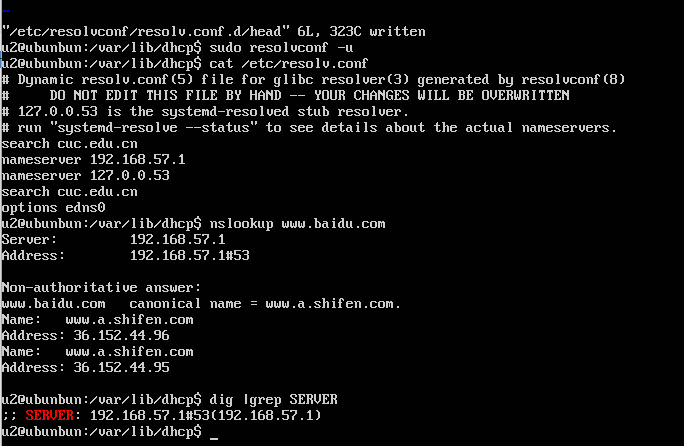 "/etc/resolvconf/resolv.conf.d/head" 6L, 323C written
u2@ubunbun:/var/lib/dhcp$ sudo resolvconf -u
u2@ubunbun:/var/lib/dhcp$ cat /etc/resolv.conf
# Dynamic resolv.conf(5) file for glibc resolver(3) generated by resolvconf(8)
#     DO NOT EDIT THIS FILE BY HAND -- YOUR CHANGES WILL BE OVERWRITTEN
# 127.0.0.53 is the systemd-resolved stub resolver.
# run "systemd-resolve --status" to see details about the actual nameservers.
search cuc.edu.cn
nameserver 192.168.57.1
nameserver 127.0.0.53
search cuc.edu.cn
options edns0
u2@ubunbun:/var/lib/dhcp$ nslookup www.baidu.com
Server:         192.168.57.1
Address:        192.168.57.1#53
Non-authoritative answer:
www.baidu.com   canonical name = www.a.shifen.com.
Name:   www.a.shifen.com
Address: 36.152.44.96
Name:   www.a.shifen.com
Address: 36.152.44.95
u2@ubunbun:/var/lib/dhcp$ dig |grep SERVER
;; SERVER: 192.168.57.1#53(192.168.57.1)
u2@ubunbun:/var/lib/dhcp$ _